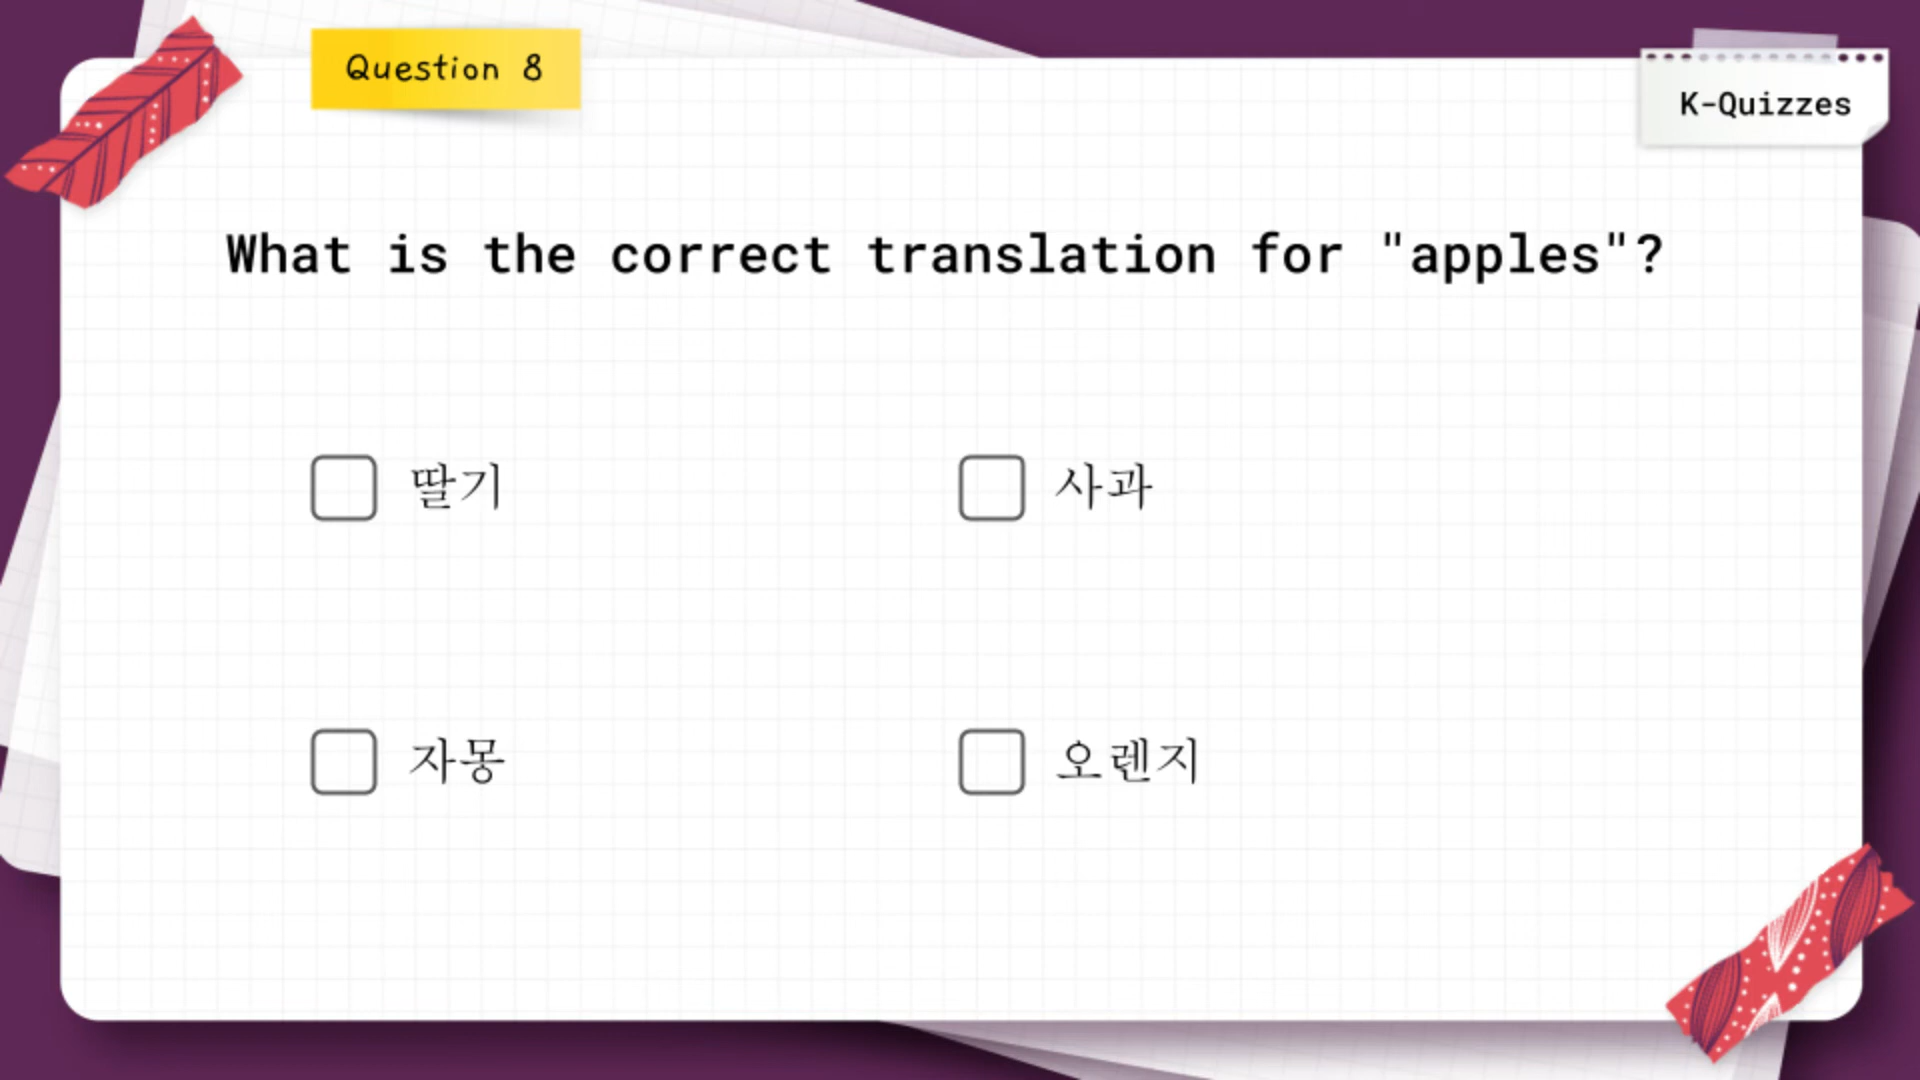 Question 8
K-Quizzes
What is the correct translation for "apples"?
딸기
사과
자몽
오렌지